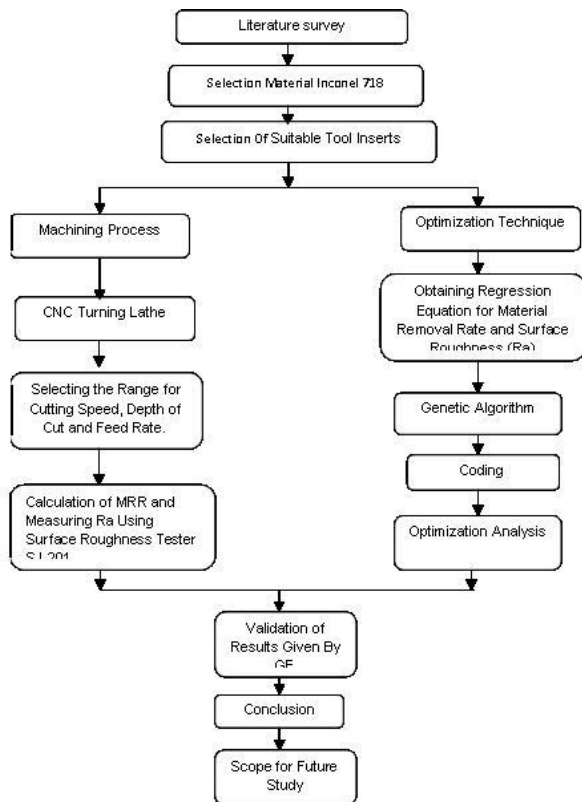 Literature survey
Selection Material Inconel 718
Selection Of Suitable Tool Inserts
Machining Process
CNC Turning Lathe
Selecting the Range for
Cutting Speed, Depth of
Cut and Feed Rate.
Calculation of MRR and
Measuring Ra Using
Surface Roughness Tester
Optimization Technique
Obtaining Regression
Equation for Material
Removal Rate and Surface
Roughness (Ra)
Genetic Algorithm
Coding
Optimization Analysis
Validation of
Results Given By
Conclusion
Scope for Future
Study